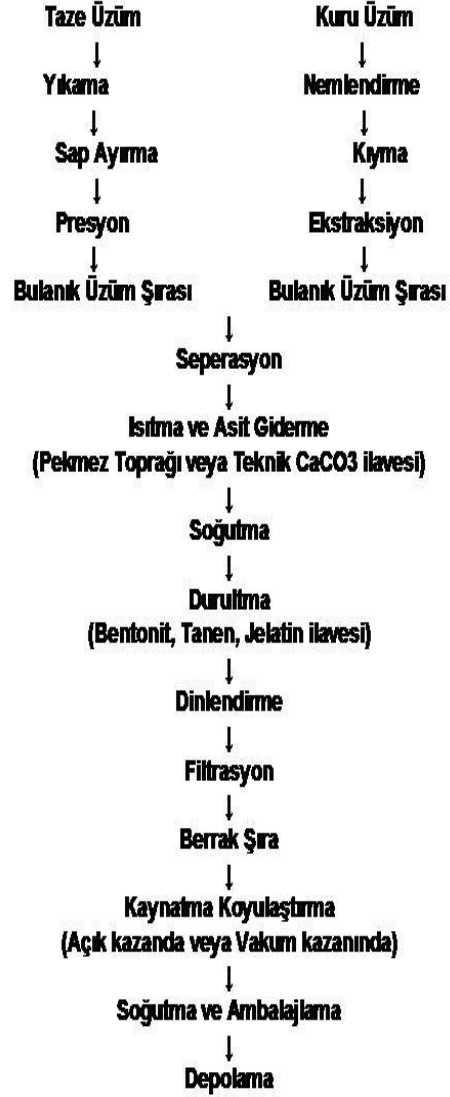 Taze Üzüm
Kuru Üzüm
Yıkama
Nemlendirme
Sap Ayırma
Kıyma
Presyon
Ekstraksiyon
Bulanık Üzüm Şırası
Bulanık Üzüm Şırası
Seperasyon
Isıtma ve Asit Giderme
(Pekmez Toprağı veya Teknik CaCO3 ilavesi)
Soğutma
Durultma
(Bentonit, Tanen, Jelatin ilavesi)
Dinlendirme
Filtrasyon
Berrak Şıra
Kaynatma Koyulaştırma
(Açık kazanda veya Vakum kazanında)
Soğutma ve Ambalajlama
Depolama